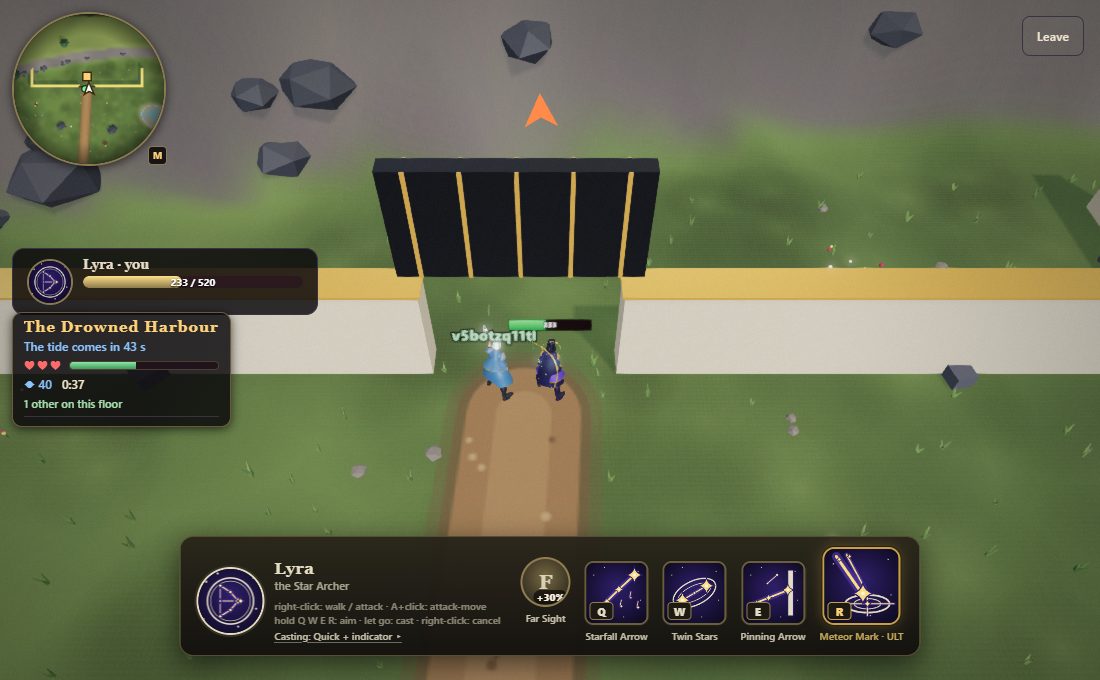 Leave
M
Lyra · you
233 / 520
The Drowned Harbour
The tide comes in 43 s
40 0:37
1 other on this floor
v5botzq11tl
233
Lyra
the Star Archer
right-click: walk / attack · A+click: attack-move
hold Q W E R: aim · let go: cast · right-click: cancel
Casting: Quick + indicator ▸
F
+30%
Far Sight
Q
Starfall Arrow
W
Twin Stars
E
Pinning Arrow
R
Meteor Mark · ULT